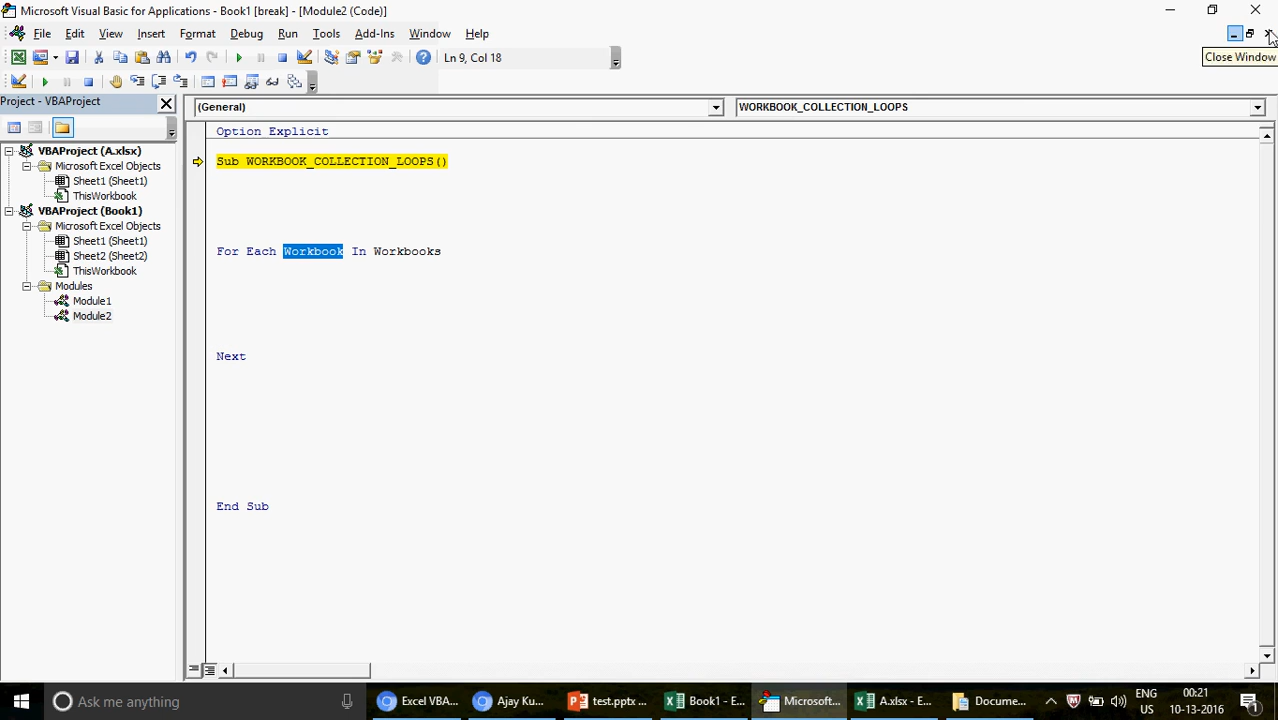 Microsoft Visual Basic for Applications - Book1 [break] - [Module2 (Code)]
File Edit View Insert Format Debug Run Tools Add-Ins Window Help
Ln 9, Col 18
Close Window
Project - VBAProject
(General)
WORKBOOK_COLLECTION_LOOPS
VBAProject (A.xlsx)
Microsoft Excel Objects
Sheet1 (Sheet1)
ThisWorkbook
VBAProject (Book1)
Microsoft Excel Objects
Sheet1 (Sheet1)
Sheet2 (Sheet2)
ThisWorkbook
Modules
Module1
Module2
Option Explicit
Sub WORKBOOK_COLLECTION_LOOPS()
For Each Workbook In Workbooks
Next
End Sub
Ask me anything
Excel VBA...
Ajay Ku...
test.pptx ...
Book1 - E...
Microsoft...
A.xlsx - E...
Docume...
ENG
US
00:21
10-13-2016
1